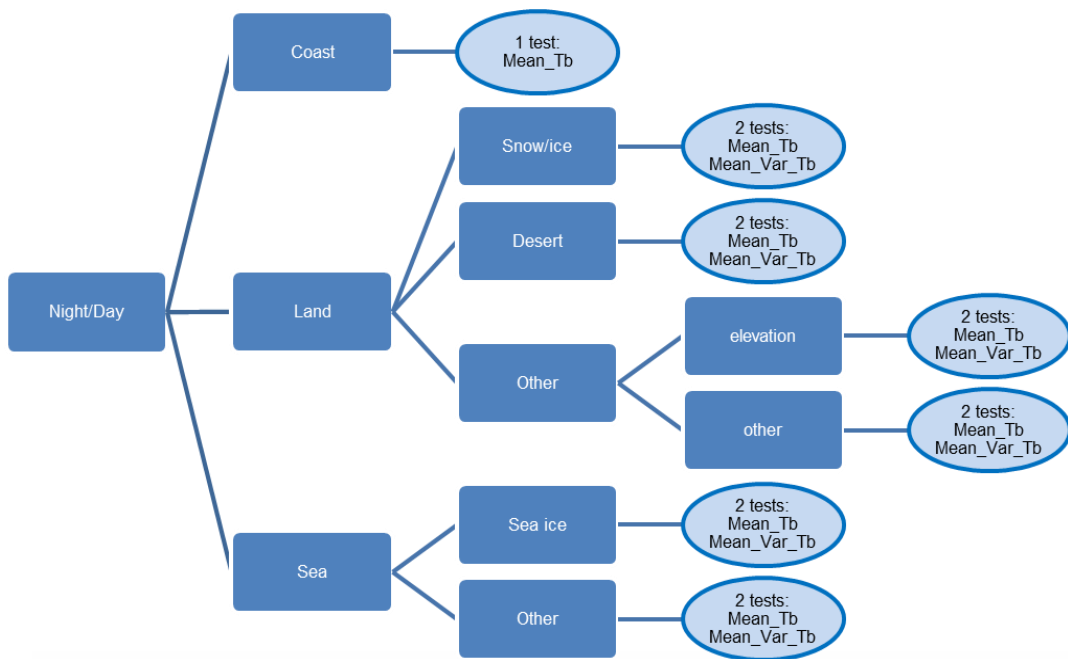 Coast
1 test:
Mean_Tb
Snow/ice
2 tests:
Mean_Tb
Mean_Var_Tb
Desert
2 tests:
Mean_Tb
Mean_Var_Tb
Night/Day
Land
elevation
2 tests:
Mean_Tb
Mean_Var_Tb
Other
other
2 tests:
Mean_Tb
Mean_Var_Tb
Sea ice
2 tests:
Mean_Tb
Mean_Var_Tb
Sea
Other
2 tests:
Mean_Tb
Mean_Var_Tb